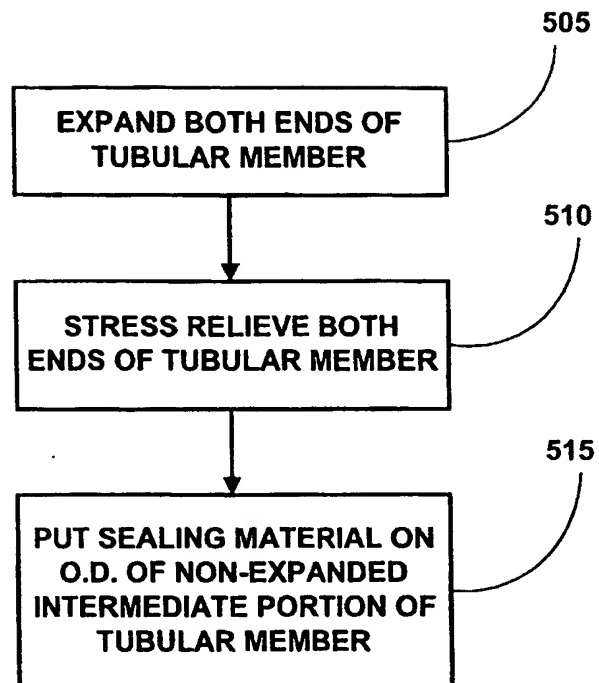 505
EXPAND BOTH ENDS OF
TUBULAR MEMBER
510
STRESS RELIEVE BOTH
ENDS OF TUBULAR MEMBER
515
PUT SEALING MATERIAL ON
O.D. OF NON-EXPANDED
INTERMEDIATE PORTION OF
TUBULAR MEMBER